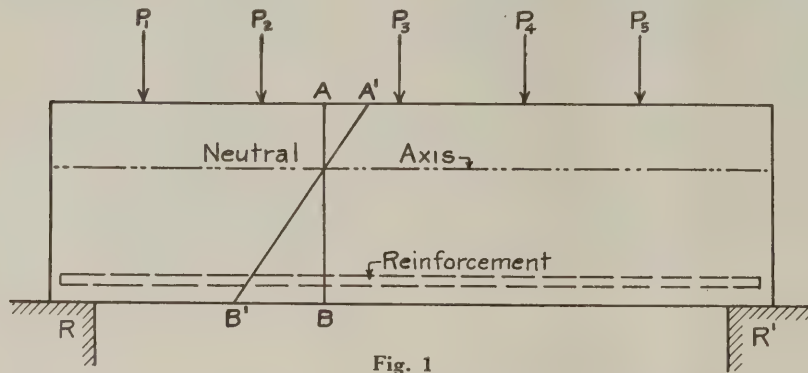 P₁ P₂ P₃ P₄ P₅
A A'
Neutral Axis
Reinforcement
R B' B R'
Fig. 1